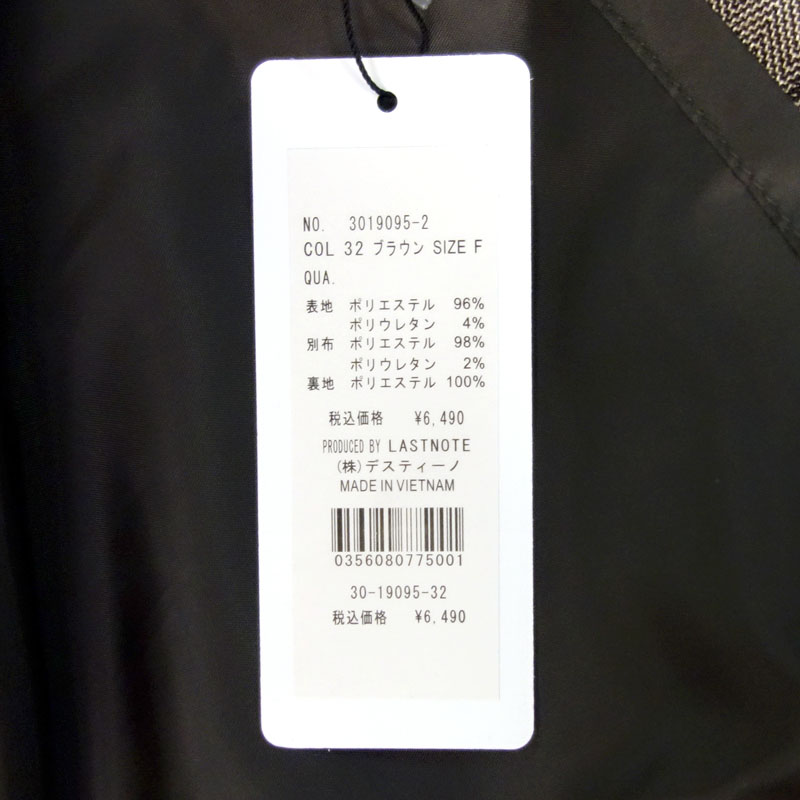 NO. 3019095-2
COL 32 ブラウン SIZE F
QUA.
表地 ポリエステル 96%
ポリウレタン 4%
別布 ポリエステル 98%
ポリウレタン 2%
裏地 ポリエステル 100%
税込価格 ¥6,490
PRODUCED BY LASTNOTE
(株)デスティーノ
MADE IN VIETNAM
0356080775001
30-19095-32
税込価格 ¥6,490